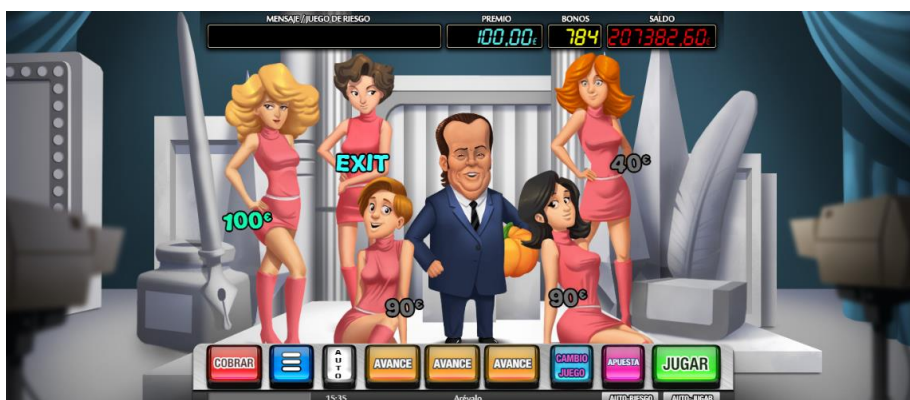 MENSAJE / JUEGO DE RIESGO PREMIO BONOS SALDO
100,00€ 784 207382,60€
EXIT
40€
100€
90€
90€
COBRAR AUTO AVANCE AVANCE AVANCE CAMBIO JUEGO APUESTA JUGAR
15:35 Arévalo AUTO-RIESGO AUTO-JUGAR